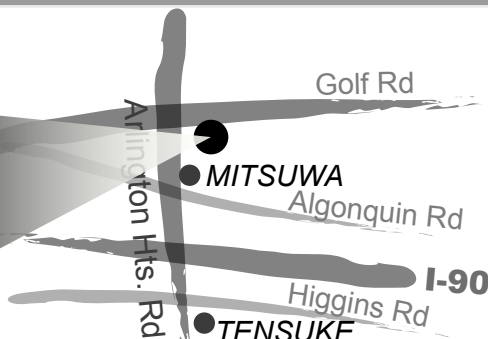 Golf Rd
Arlington Hts. Rd
MITSUWA
Algonquin Rd
I-90
Higgins Rd
TENSUKE